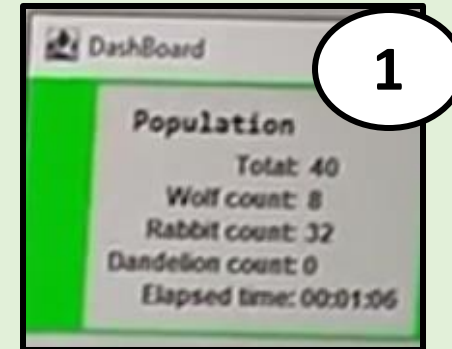 DashBoard
1
Population
Total: 40
Wolf count: 8
Rabbit count: 32
Dandelion count: 0
Elapsed time: 00:01:06